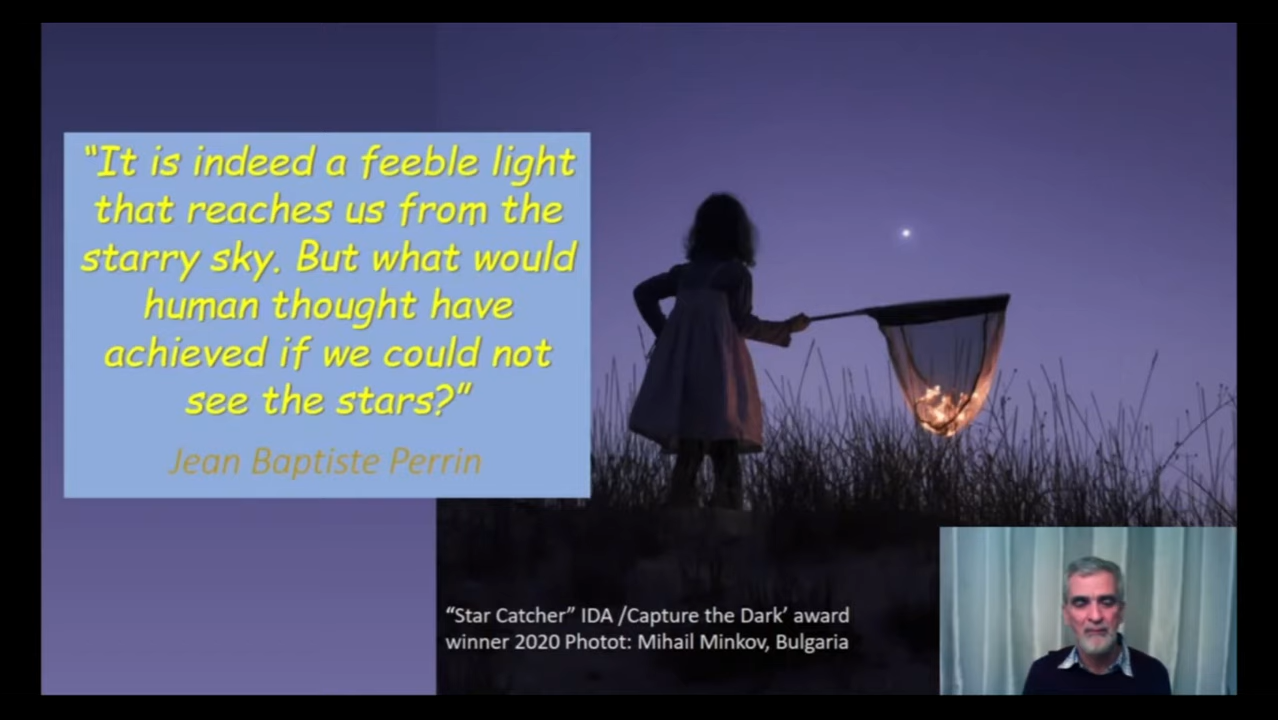 “It is indeed a feeble light
that reaches us from the
starry sky. But what would
human thought have
achieved if we could not
see the stars?”
Jean Baptiste Perrin
“Star Catcher” IDA /Capture the Dark’ award
winner 2020 Photot: Mihail Minkov, Bulgaria